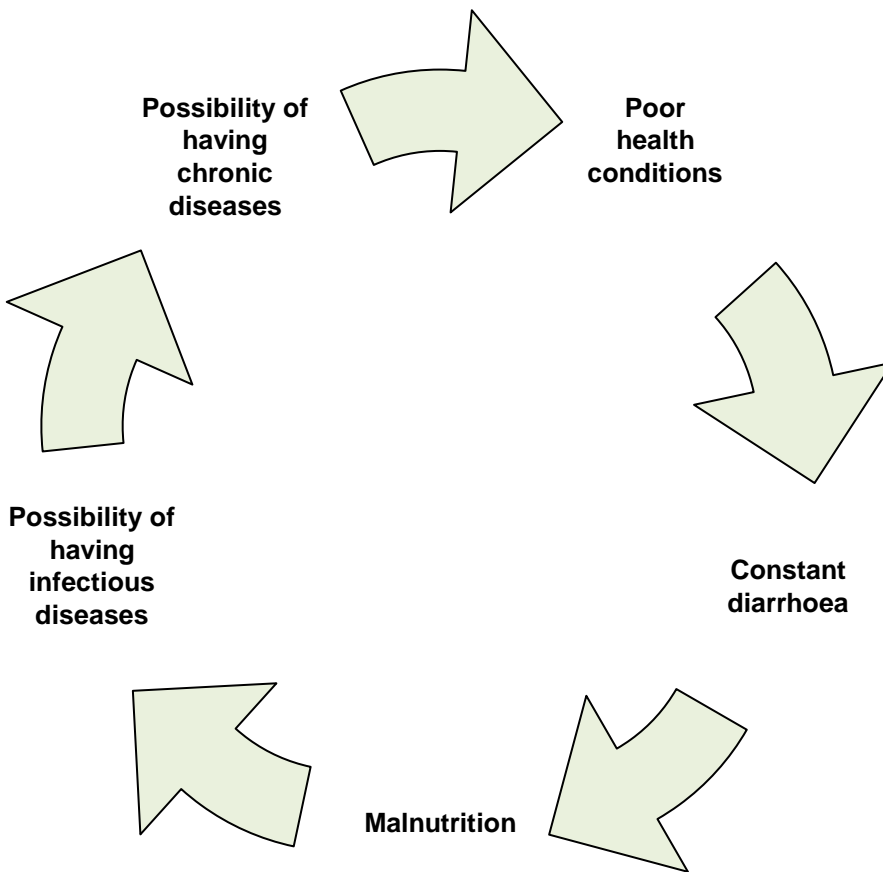 Possibility of
having
chronic
diseases
Poor
health
conditions
Constant
diarrhoea
Malnutrition
Possibility of
having
infectious
diseases